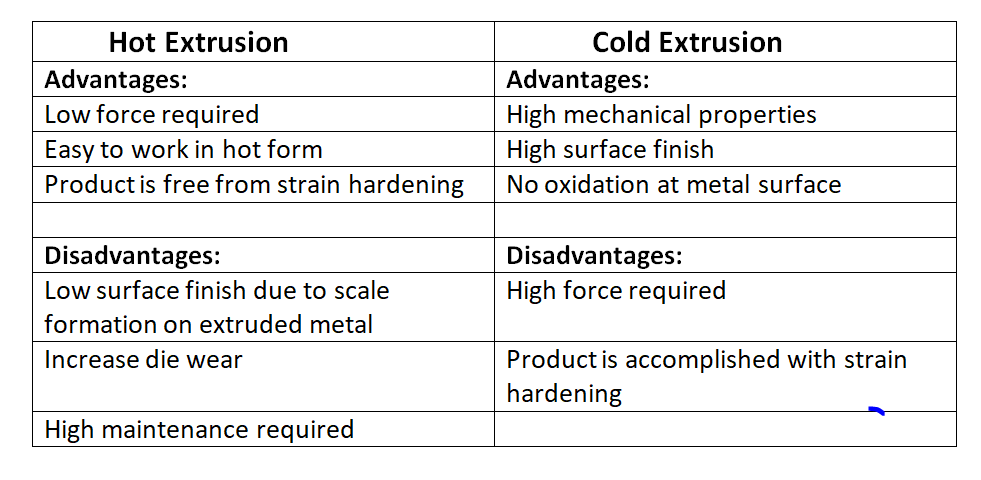 Hot Extrusion Cold Extrusion
Advantages: Advantages:
Low force required High mechanical properties
Easy to work in hot form High surface finish
Product is free from strain hardening No oxidation at metal surface
Disadvantages: Disadvantages:
Low surface finish due to scale High force required
formation on extruded metal
Increase die wear Product is accomplished with strain
hardening
High maintenance required